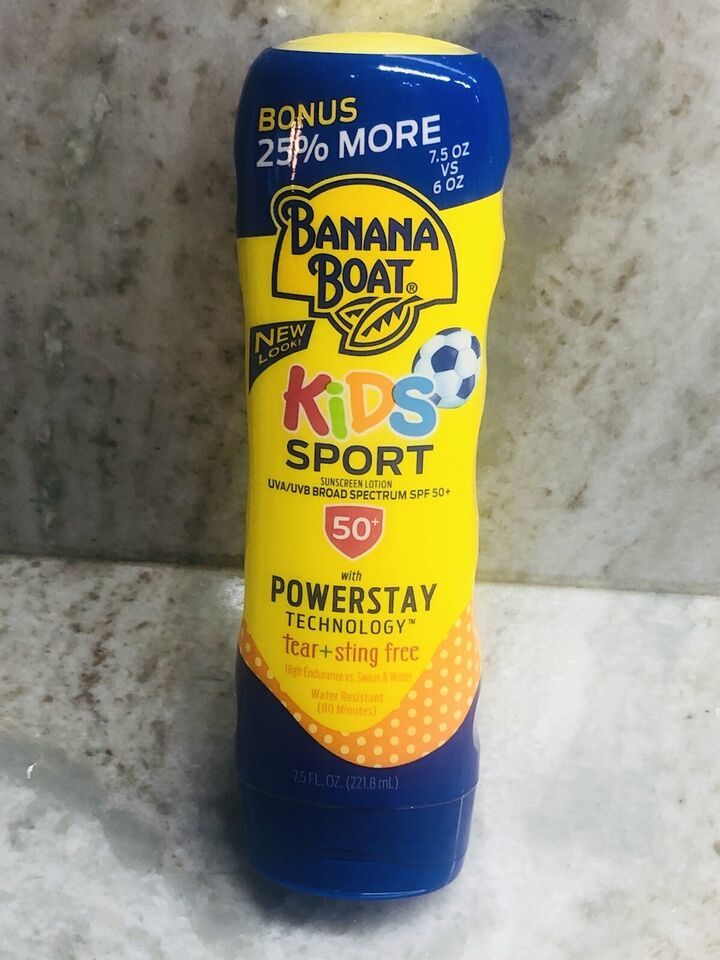 BONUS
25% MORE
7.5 OZ
VS
6 OZ
BANANA
BOAT®
NEW
LOOK!
KiDS
SPORT
SUNSCREEN LOTION
UVA/UVB BROAD SPECTRUM SPF 50+
50+
with
POWERSTAY
TECHNOLOGY™
tear+sting free
High Endurance vs. Sweat & Water
Water Resistant
(80 Minutes)
7.5 FL. OZ. (221.8 mL)